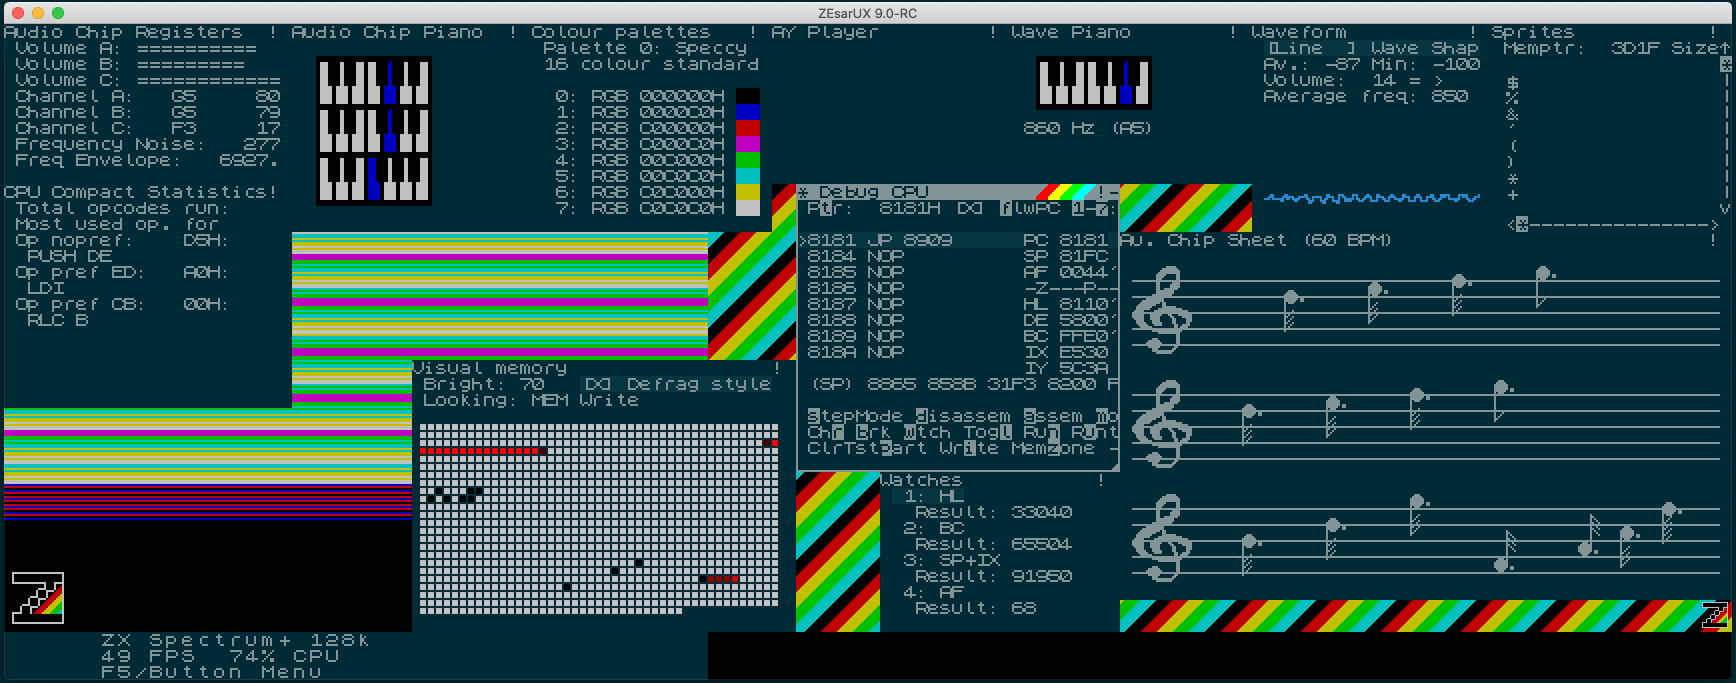 ZEsarUX 9.0-RC
Audio Chip Registers !
Volume A: ==========
Volume B: =========
Volume C: ============
Channel A: G5 80
Channel B: G5 79
Channel C: F3 17
Frequency Noise: 277
Freq Envelope: 6927.
CPU Compact Statistics!
Total opcodes run:
Most used op. for
Op nopref: D5H:
PUSH DE
Op pref ED: A0H:
LDI
Op pref CB: 00H:
RLC B
Audio Chip Piano !
Colour palettes !
Palette 0: Speccy
16 colour standard
0: RGB 000000H
1: RGB 0000C0H
2: RGB C00000H
3: RGB C000C0H
4: RGB 00C000H
5: RGB 00C0C0H
6: RGB C0C000H
7: RGB C0C0C0H
AY Player !
Wave Piano !
860 Hz (A5)
Waveform !
[Line ] Wave Shap
Av.: -87 Min: -100
Volume: 14 = >
Average freq: 850
Sprites !
Memptr: 3D1F Size↑
*
$
%
&
'
(
)
*
+
<*--------------->
* Debug CPU !-
Ptr: 8181H [X] flwPC 1-7:
>8181 JP 8909 PC 8181
8184 NOP SP 81FC
8185 NOP AF 0044'
8186 NOP -Z---P--
8187 NOP HL 8110'
8188 NOP DE 5800'
8189 NOP BC FFE0'
818A NOP IX E530
IY 5C3A
(SP) 8865 858B 31F3 8200 F
StepMode disassem assem mo
Chr brk wtch Togl Run Runt
ClrTstPart Write Memzone -
Visual memory !
Bright: 70 [X] Defrag style
Looking: MEM Write
Watches !
1: HL
Result: 33040
2: BC
Result: 65504
3: SP+IX
Result: 91950
4: AF
Result: 68
Au. Chip Sheet (60 BPM) !
ZX Spectrum+ 128k
49 FPS 74% CPU
F5/Button Menu